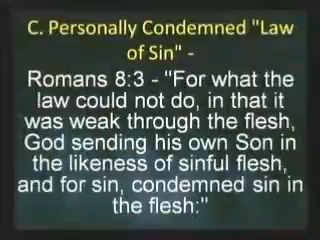 C. Personally Condemned "Law
of Sin" -
Romans 8:3 - "For what the
law could not do, in that it
was weak through the flesh,
God sending his own Son in
the likeness of sinful flesh,
and for sin, condemned sin in
the flesh:"